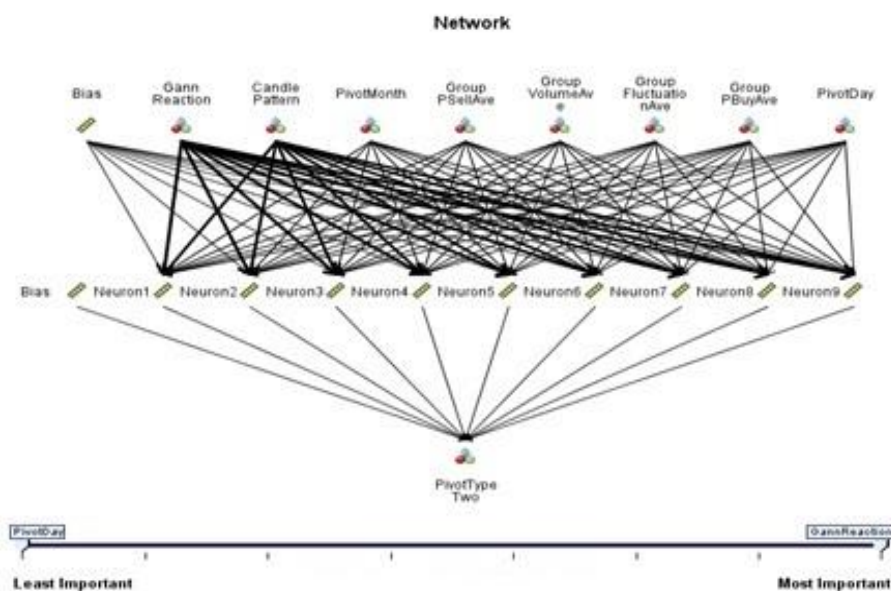 Network
Bias
Gann
Reaction
Candle
Pattern
PivotMonth
Group
PSellAve
Group
VolumeAv
e
Group
Fluctuatio
nAve
Group
PBuyAve
PivotDay
Bias Neuron1 Neuron2 Neuron3 Neuron4 Neuron5 Neuron6 Neuron7 Neuron8 Neuron9
PivotType
Two
PivotDay GannReaction
Least Important Most Important